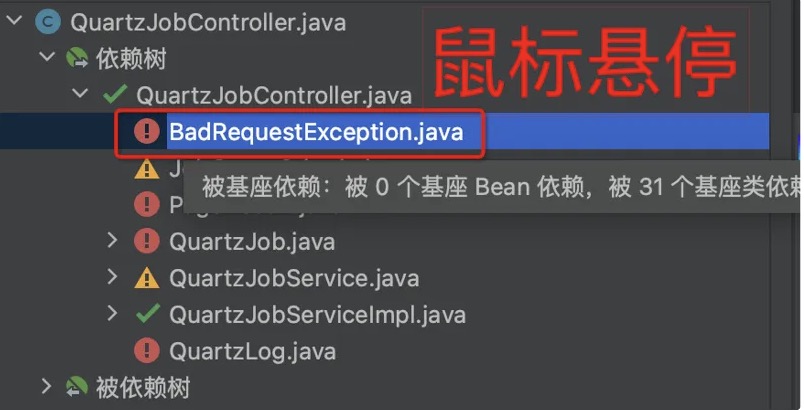 QuartzJobController.java
依赖树
鼠标悬停
QuartzJobController.java
BadRequestException.java
被基座依赖：被 0 个基座 Bean 依赖，被 31 个基座类依赖
QuartzJob.java
QuartzJobService.java
QuartzJobServiceImpl.java
QuartzLog.java
被依赖树